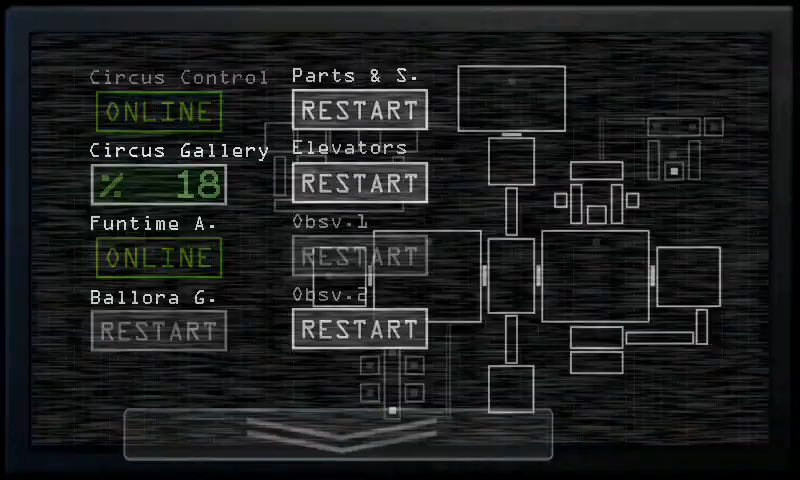 Circus Control
ONLINE
Circus Gallery
% 18
Funtime A.
ONLINE
Ballora G.
RESTART
Parts & S.
RESTART
Elevators
RESTART
Obsv.1
RESTART
Obsv.2
RESTART